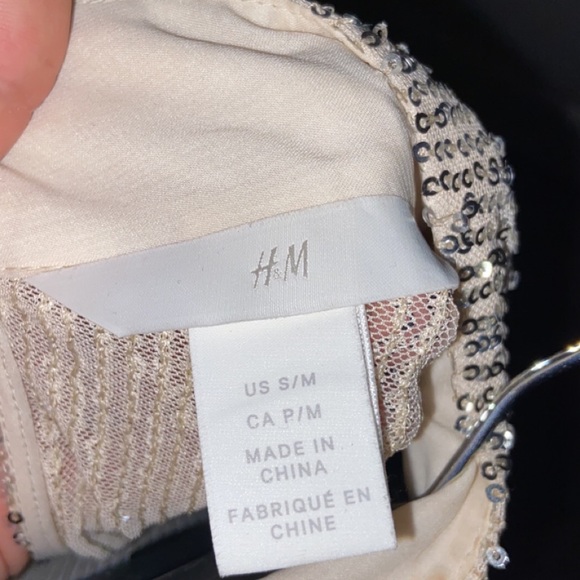 H&M
US S/M
CA P/M
MADE IN
CHINA
FABRIQUÉ EN
CHINE